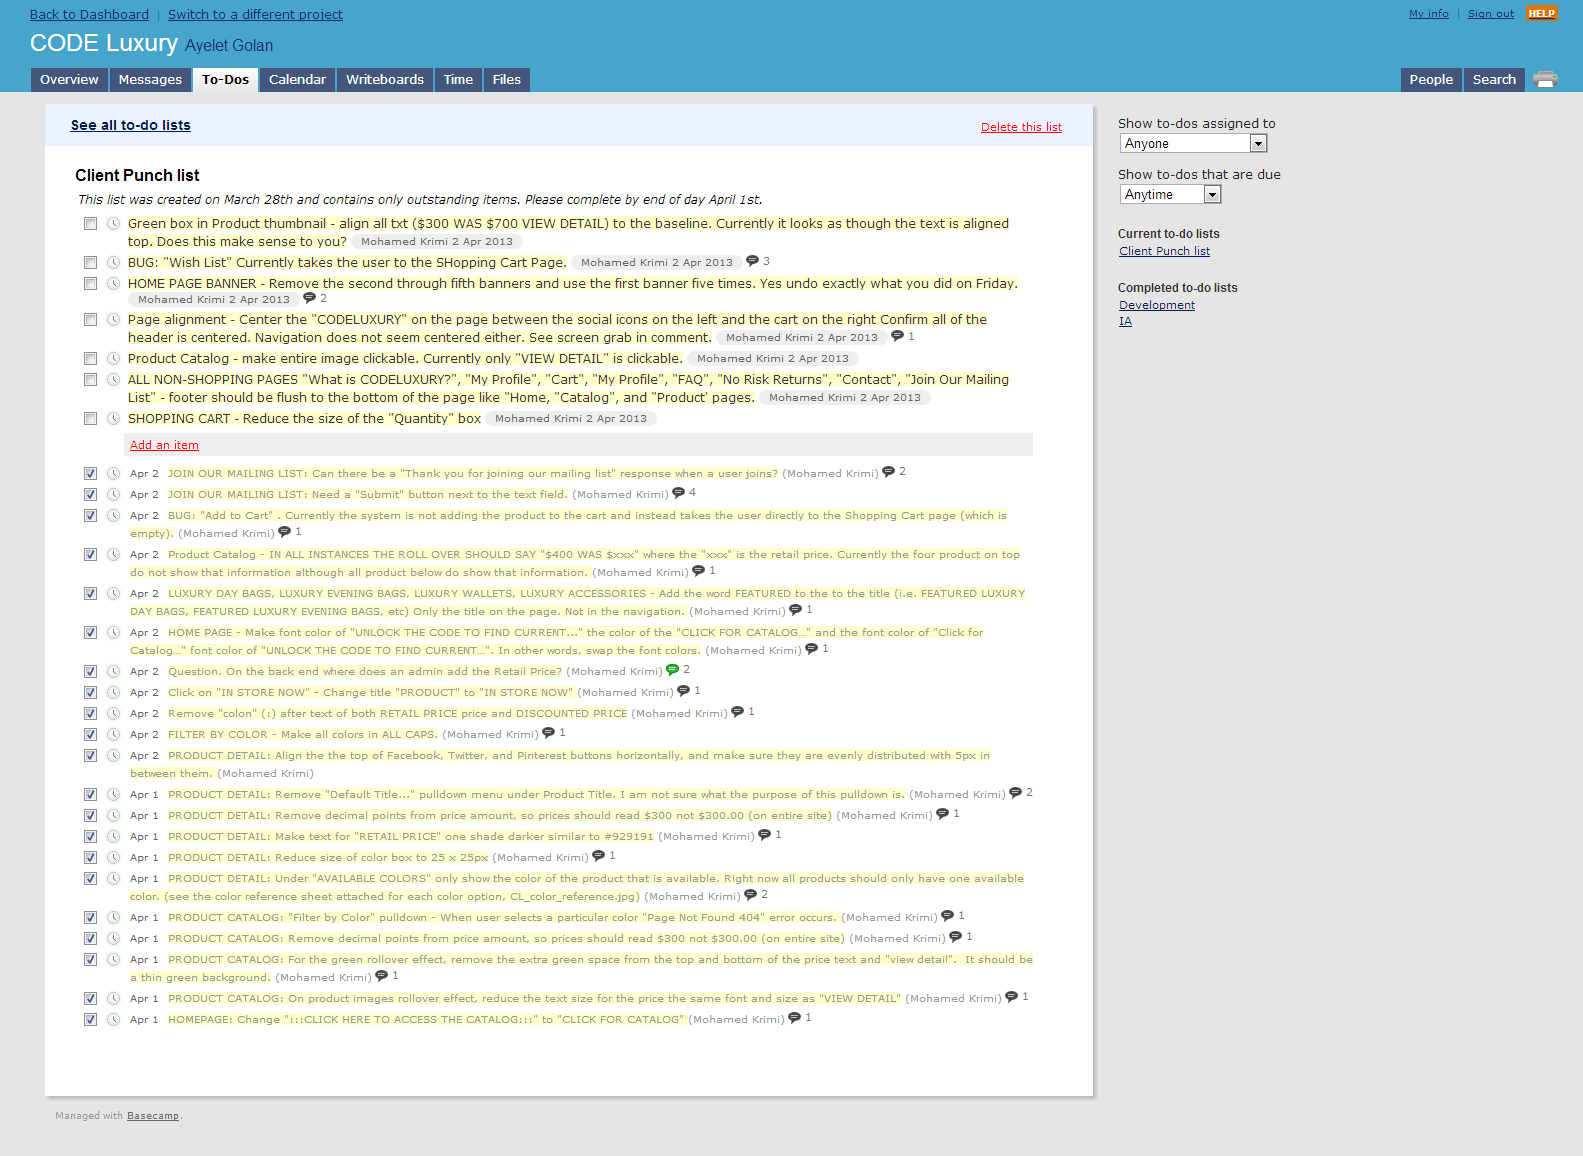 Back to Dashboard | Switch to a different project
My info | Sign out HELP
CODE Luxury Ayelet Golan
Overview Messages To-Dos Calendar Writeboards Time Files
People Search
See all to-do lists
Delete this list
Client Punch list
This list was created on March 28th and contains only outstanding items. Please complete by end of day April 1st.
Green box in Product thumbnail - align all txt ($300 WAS $700 VIEW DETAIL) to the baseline. Currently it looks as though the text is aligned
top. Does this make sense to you? Mohamed Krimi 2 Apr 2013
BUG: "Wish List" Currently takes the user to the SHopping Cart Page. Mohamed Krimi 2 Apr 2013 3
HOME PAGE BANNER - Remove the second through fifth banners and use the first banner five times. Yes undo exactly what you did on Friday.
Mohamed Krimi 2 Apr 2013 2
Page alignment - Center the "CODELUXURY" on the page between the social icons on the left and the cart on the right Confirm all of the
header is centered. Navigation does not seem centered either. See screen grab in comment. Mohamed Krimi 2 Apr 2013 1
Product Catalog - make entire image clickable. Currently only "VIEW DETAIL" is clickable. Mohamed Krimi 2 Apr 2013
ALL NON-SHOPPING PAGES "What is CODELUXURY?", "My Profile", "Cart", "My Profile", "FAQ", "No Risk Returns", "Contact", "Join Our Mailing
List" - footer should be flush to the bottom of the page like "Home, "Catalog", and "Product' pages. Mohamed Krimi 2 Apr 2013
SHOPPING CART - Reduce the size of the "Quantity" box Mohamed Krimi 2 Apr 2013
Add an item
Apr 2 JOIN OUR MAILING LIST: Can there be a "Thank you for joining our mailing list" response when a user joins? (Mohamed Krimi) 2
Apr 2 JOIN OUR MAILING LIST: Need a "Submit" button next to the text field. (Mohamed Krimi) 4
Apr 2 BUG: "Add to Cart" . Currently the system is not adding the product to the cart and instead takes the user directly to the Shopping Cart page (which is
empty). (Mohamed Krimi) 1
Apr 2 Product Catalog - IN ALL INSTANCES THE ROLL OVER SHOULD SAY "$400 WAS $xxx" where the "xxx" is the retail price. Currently the four product on top
do not show that information although all product below do show that information. (Mohamed Krimi) 1
Apr 2 LUXURY DAY BAGS, LUXURY EVENING BAGS, LUXURY WALLETS, LUXURY ACCESSORIES - Add the word FEATURED to the to the title (i.e. FEATURED LUXURY
DAY BAGS, FEATURED LUXURY EVENING BAGS, etc) Only the title on the page. Not in the navigation. (Mohamed Krimi) 1
Apr 2 HOME PAGE - Make font color of "UNLOCK THE CODE TO FIND CURRENT..." the color of the "CLICK FOR CATALOG..." and the font color of "Click for
Catalog..." font color of "UNLOCK THE CODE TO FIND CURRENT...". In other words, swap the font colors. (Mohamed Krimi) 1
Apr 2 Question. On the back end where does an admin add the Retail Price? (Mohamed Krimi) 2
Apr 2 Click on "IN STORE NOW" - Change title "PRODUCT" to "IN STORE NOW" (Mohamed Krimi) 1
Apr 2 Remove "colon" (:) after text of both RETAIL PRICE price and DISCOUNTED PRICE (Mohamed Krimi) 1
Apr 2 FILTER BY COLOR - Make all colors in ALL CAPS. (Mohamed Krimi) 1
Apr 2 PRODUCT DETAIL: Align the the top of Facebook, Twitter, and Pinterest buttons horizontally, and make sure they are evenly distributed with 5px in
between them. (Mohamed Krimi)
Apr 1 PRODUCT DETAIL: Remove "Default Title..." pulldown menu under Product Title. I am not sure what the purpose of this pulldown is. (Mohamed Krimi) 2
Apr 1 PRODUCT DETAIL: Remove decimal points from price amount, so prices should read $300 not $300.00 (on entire site) (Mohamed Krimi) 1
Apr 1 PRODUCT DETAIL: Make text for "RETAIL PRICE" one shade darker similar to #929191 (Mohamed Krimi) 1
Apr 1 PRODUCT DETAIL: Reduce size of color box to 25 x 25px (Mohamed Krimi) 1
Apr 1 PRODUCT DETAIL: Under "AVAILABLE COLORS" only show the color of the product that is available. Right now all products should only have one available
color. (see the color reference sheet attached for each color option, CL_color_reference.jpg) (Mohamed Krimi) 2
Apr 1 PRODUCT CATALOG: "Filter by Color" pulldown - When user selects a particular color "Page Not Found 404" error occurs. (Mohamed Krimi) 1
Apr 1 PRODUCT CATALOG: Remove decimal points from price amount, so prices should read $300 not $300.00 (on entire site) (Mohamed Krimi) 1
Apr 1 PRODUCT CATALOG: For the green rollover effect, remove the extra green space from the top and bottom of the price text and "view detail". It should be
a thin green background. (Mohamed Krimi) 1
Apr 1 PRODUCT CATALOG: On product images rollover effect, reduce the text size for the price the same font and size as "VIEW DETAIL" (Mohamed Krimi) 1
Apr 1 HOMEPAGE: Change ":::CLICK HERE TO ACCESS THE CATALOG:::" to "CLICK FOR CATALOG" (Mohamed Krimi) 1
Show to-dos assigned to
Anyone
Show to-dos that are due
Anytime
Current to-do lists
Client Punch list
Completed to-do lists
Development
IA
Managed with Basecamp.